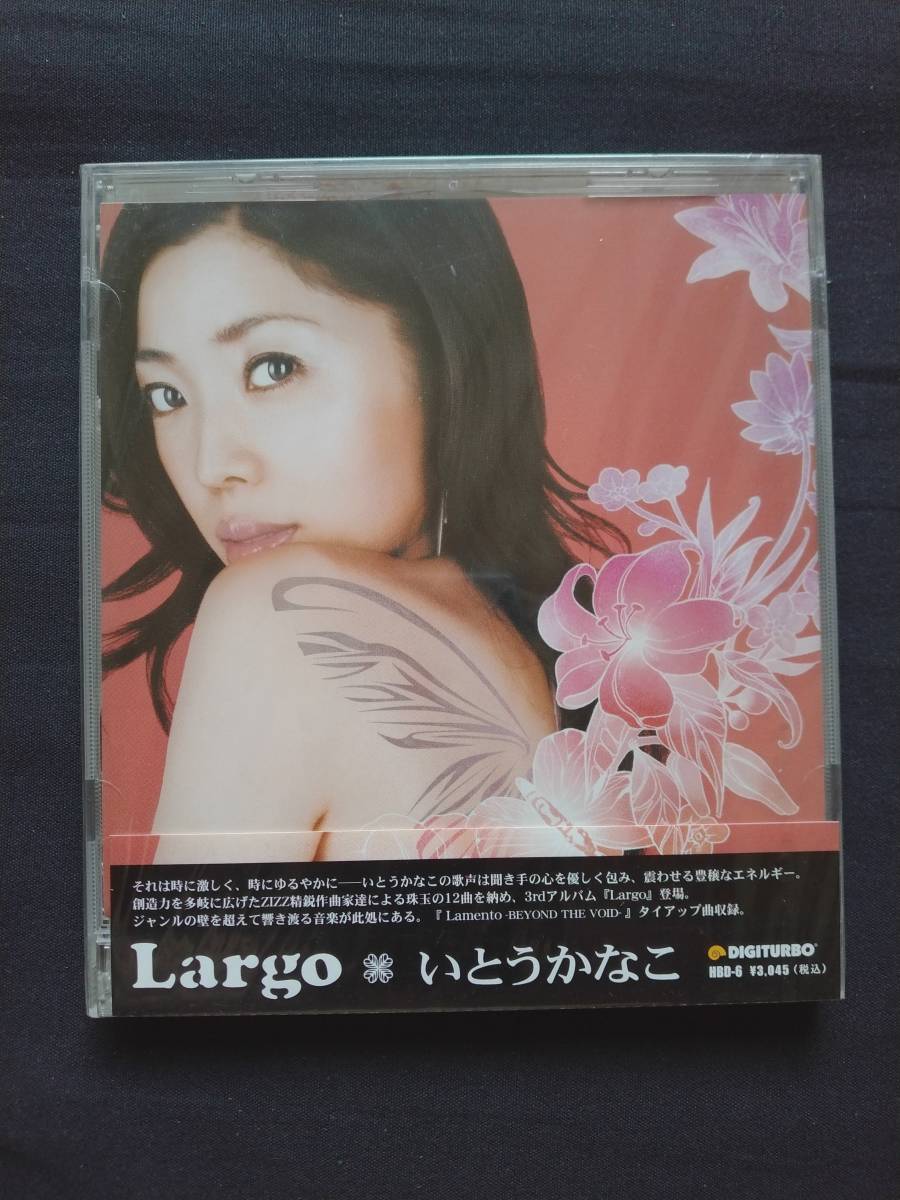 それは時に激しく、時にゆるやかに――いとうかなこの歌声は聞き手の心を優しく包み、震わせる豊穣なエネルギー。
創造力を多岐に広げたZIZZ精鋭作曲家達による珠玉の12曲を納め、3rdアルバム『Largo』登場。
ジャンルの壁を超えて響き渡る音楽が此処にある。『 Lamento -BEYOND THE VOID- 』タイアップ曲収録。
Largo いとうかなこ
DIGITURBO®
HBD-6 ¥3,045（税込）